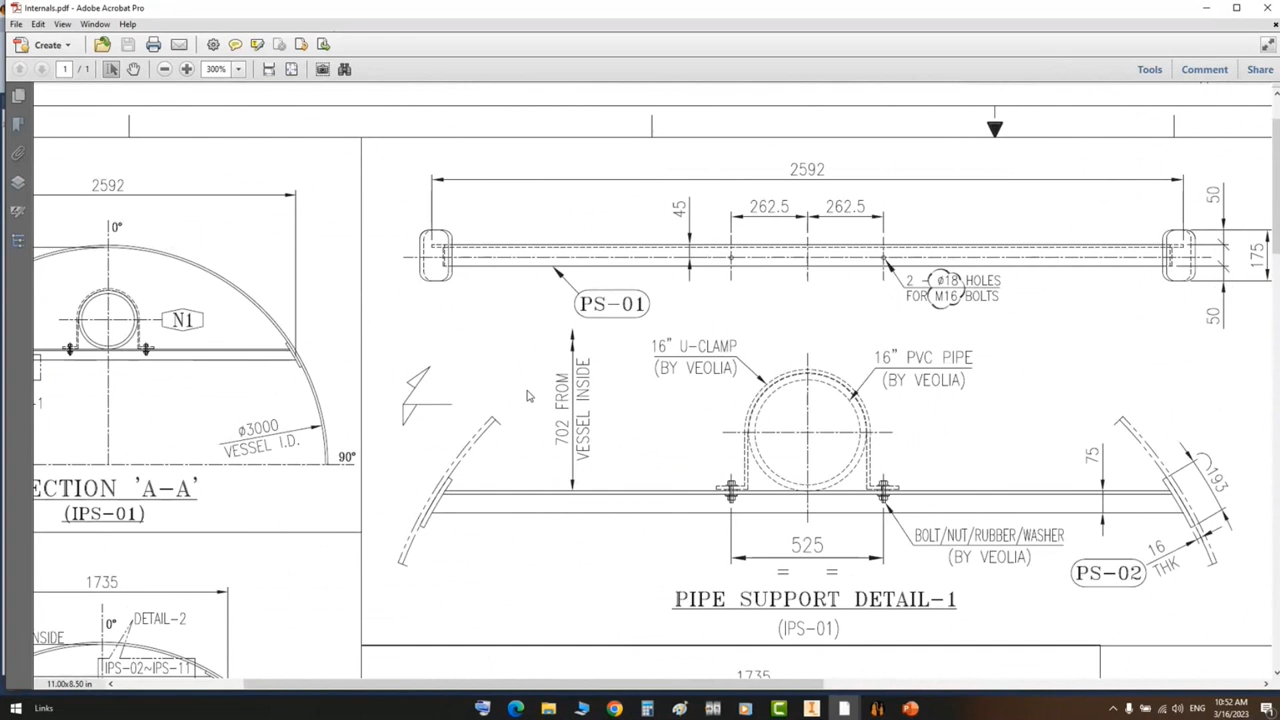 Internals.pdf - Adobe Acrobat Pro
File Edit View Window Help
Create
1 / 1
300%
Tools Comment Share
2592
0°
N1
-1
ø3000
VESSEL I.D.
90°
ECTION 'A-A'
(IPS-01)
1735
0°
DETAIL-2
NSIDE
IPS-02~IPS-11
2592
45
262.5
262.5
50
175
50
2 - ø18 HOLES
FOR M16 BOLTS
PS-01
702 FROM
VESSEL INSIDE
16" U-CLAMP
(BY VEOLIA)
16" PVC PIPE
(BY VEOLIA)
75
193
16
THK
525
= =
BOLT/NUT/RUBBER/WASHER
(BY VEOLIA)
PS-02
PIPE SUPPORT DETAIL-1
(IPS-01)
1735
11.00x8.50 in
Links
10:52 AM
3/16/2023